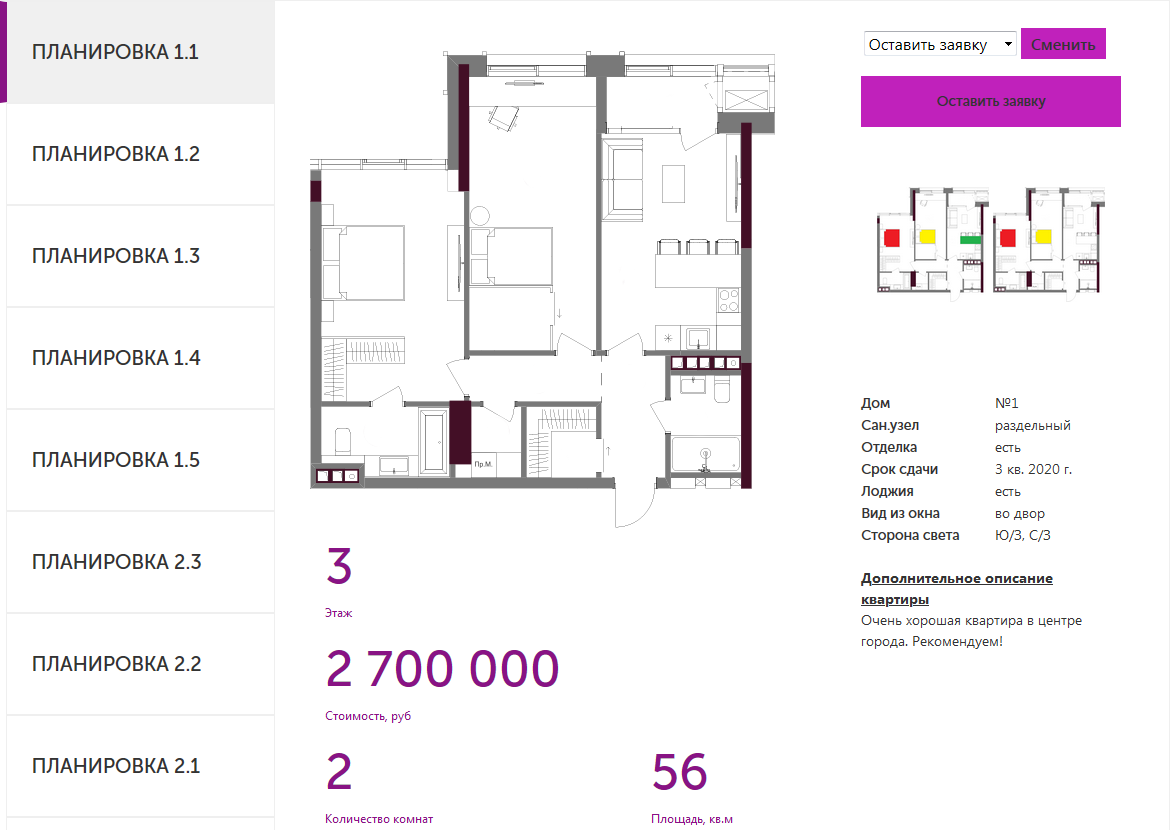 ПЛАНИРОВКА 1.1
ПЛАНИРОВКА 1.2
ПЛАНИРОВКА 1.3
ПЛАНИРОВКА 1.4
ПЛАНИРОВКА 1.5
ПЛАНИРОВКА 2.3
ПЛАНИРОВКА 2.2
ПЛАНИРОВКА 2.1
Пр.М.
3
Этаж
2 700 000
Стоимость, руб
2
Количество комнат
56
Площадь, кв.м
Оставить заявку
Сменить
Оставить заявку
Дом №1
Сан.узел раздельный
Отделка есть
Срок сдачи 3 кв. 2020 г.
Лоджия есть
Вид из окна во двор
Сторона света Ю/З, С/З
Дополнительное описание
квартиры
Очень хорошая квартира в центре
города. Рекомендуем!